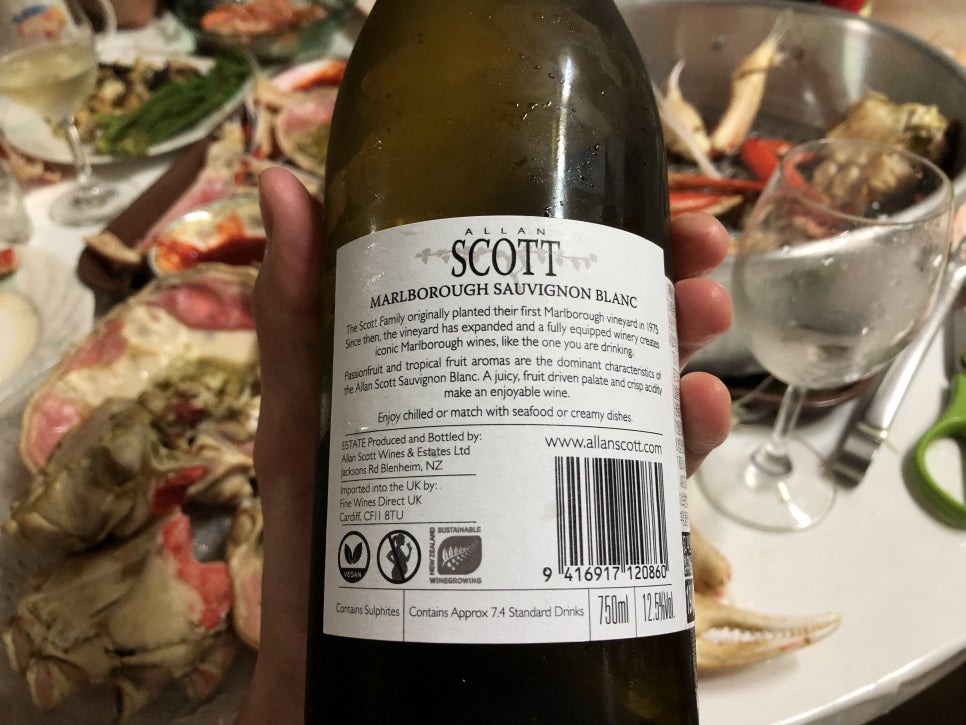 ALLAN
SCOTT
MARLBOROUGH SAUVIGNON BLANC
The Scott Family originally planted their first Marlborough vineyard in 1975
Since then, the vineyard has expanded and a fully equipped winery creates
iconic Marlborough wines, like the one you are drinking.
Passionfruit and tropical fruit aromas are the dominant characteristics of
the Allan Scott Sauvignon Blanc. A juicy, fruit driven palate and crisp acidity
make an enjoyable wine.
Enjoy chilled or match with seafood or creamy dishes.
ESTATE Produced and Bottled by:
Allan Scott Wines & Estates Ltd
Jacksons Rd Blenheim, NZ
Imported into the UK by:
Fine Wines Direct UK
Cardiff, CF11 8TU
www.allanscott.com
VEGAN
SUSTAINABLE
NEW ZEALAND
WINEGROWING
9 416917 120860
Contains Sulphites
Contains Approx 7.4 Standard Drinks
750ml
12.5%Vol.